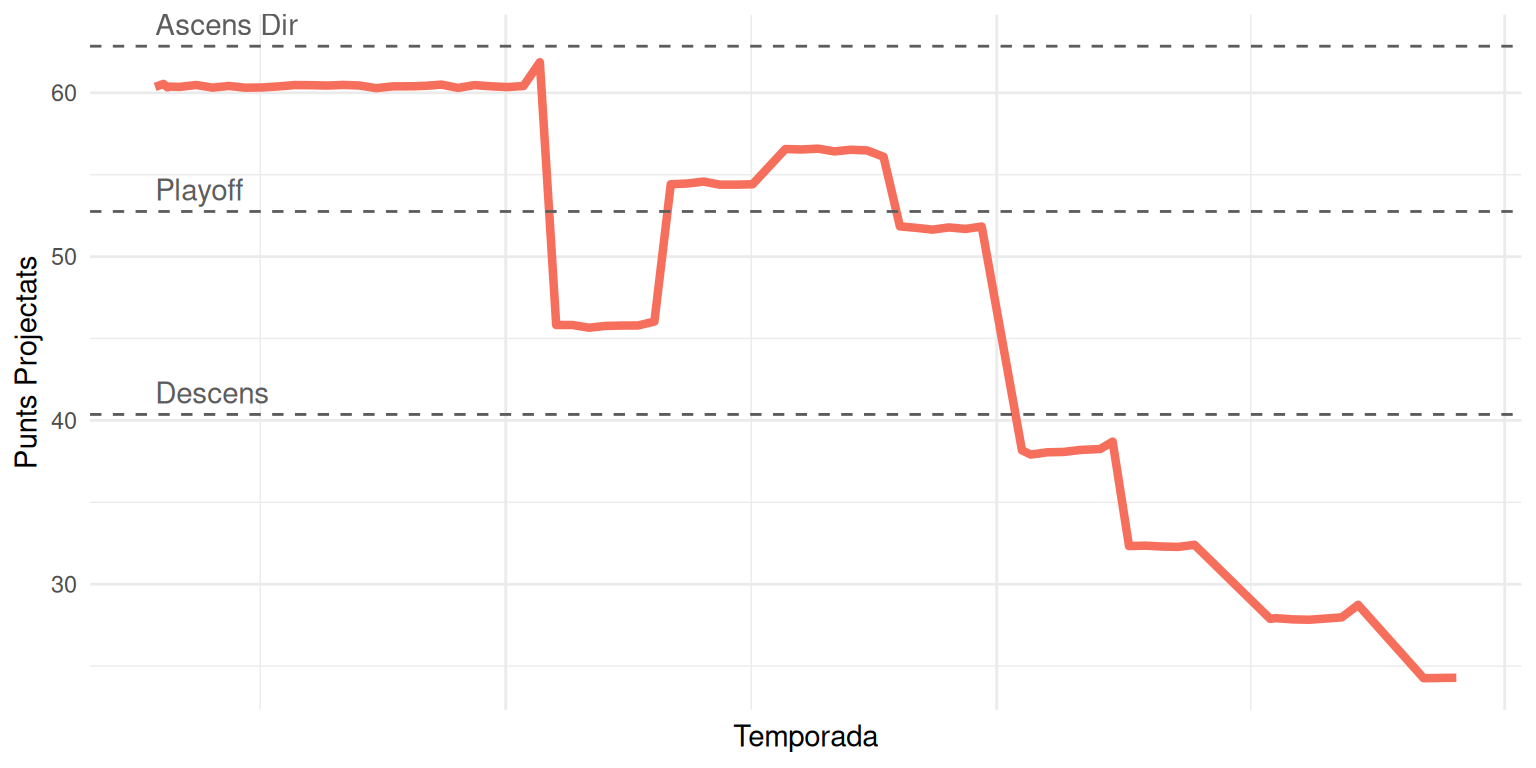 Ascens Dir
60
Playoff
50
Descens
40
30
Punts Projectats
Temporada